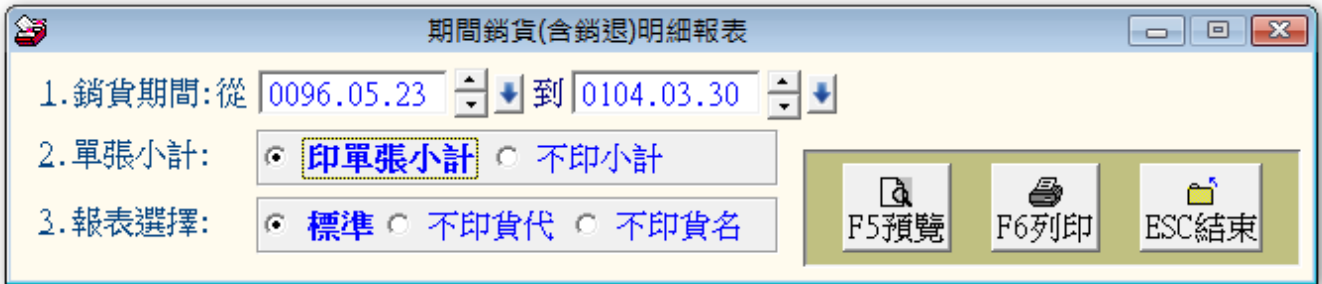 期間銷貨(含銷退)明細報表
1.銷貨期間:從 0096.05.23 到 0104.03.30
2.單張小計: 印單張小計 不印小計
3.報表選擇: 標準 不印貨代 不印貨名
F5預覽 F6列印 ESC結束